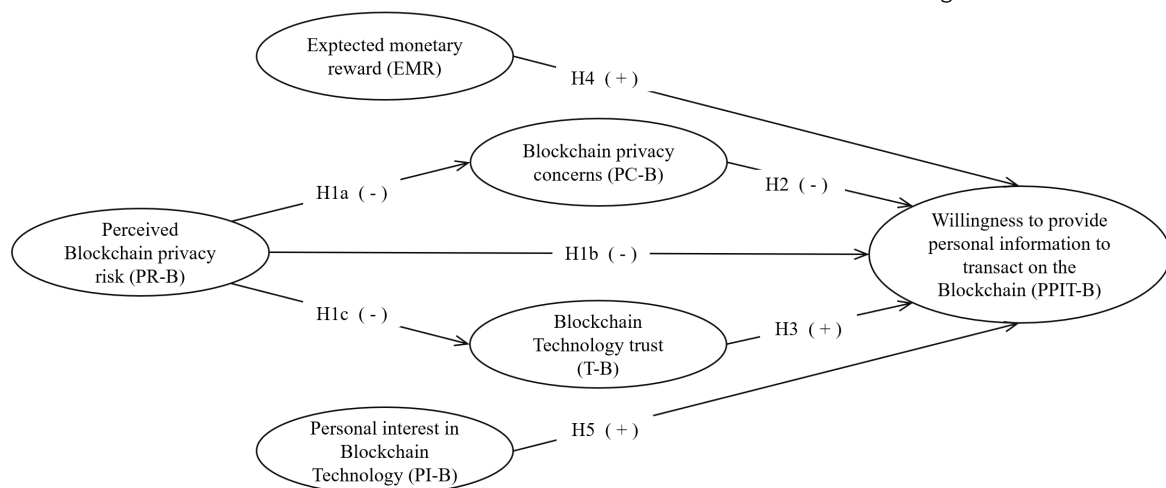 Exptected monetary
reward (EMR)
H4 ( + )
Blockchain privacy
concerns (PC-B)
H2 ( - )
H1a ( - )
Perceived
Blockchain privacy
risk (PR-B)
H1b ( - )
Willingness to provide
personal information to
transact on the
Blockchain (PPIT-B)
H1c ( - )
Blockchain
Technology trust
(T-B)
H3 ( + )
Personal interest in
Blockchain
Technology (PI-B)
H5 ( + )